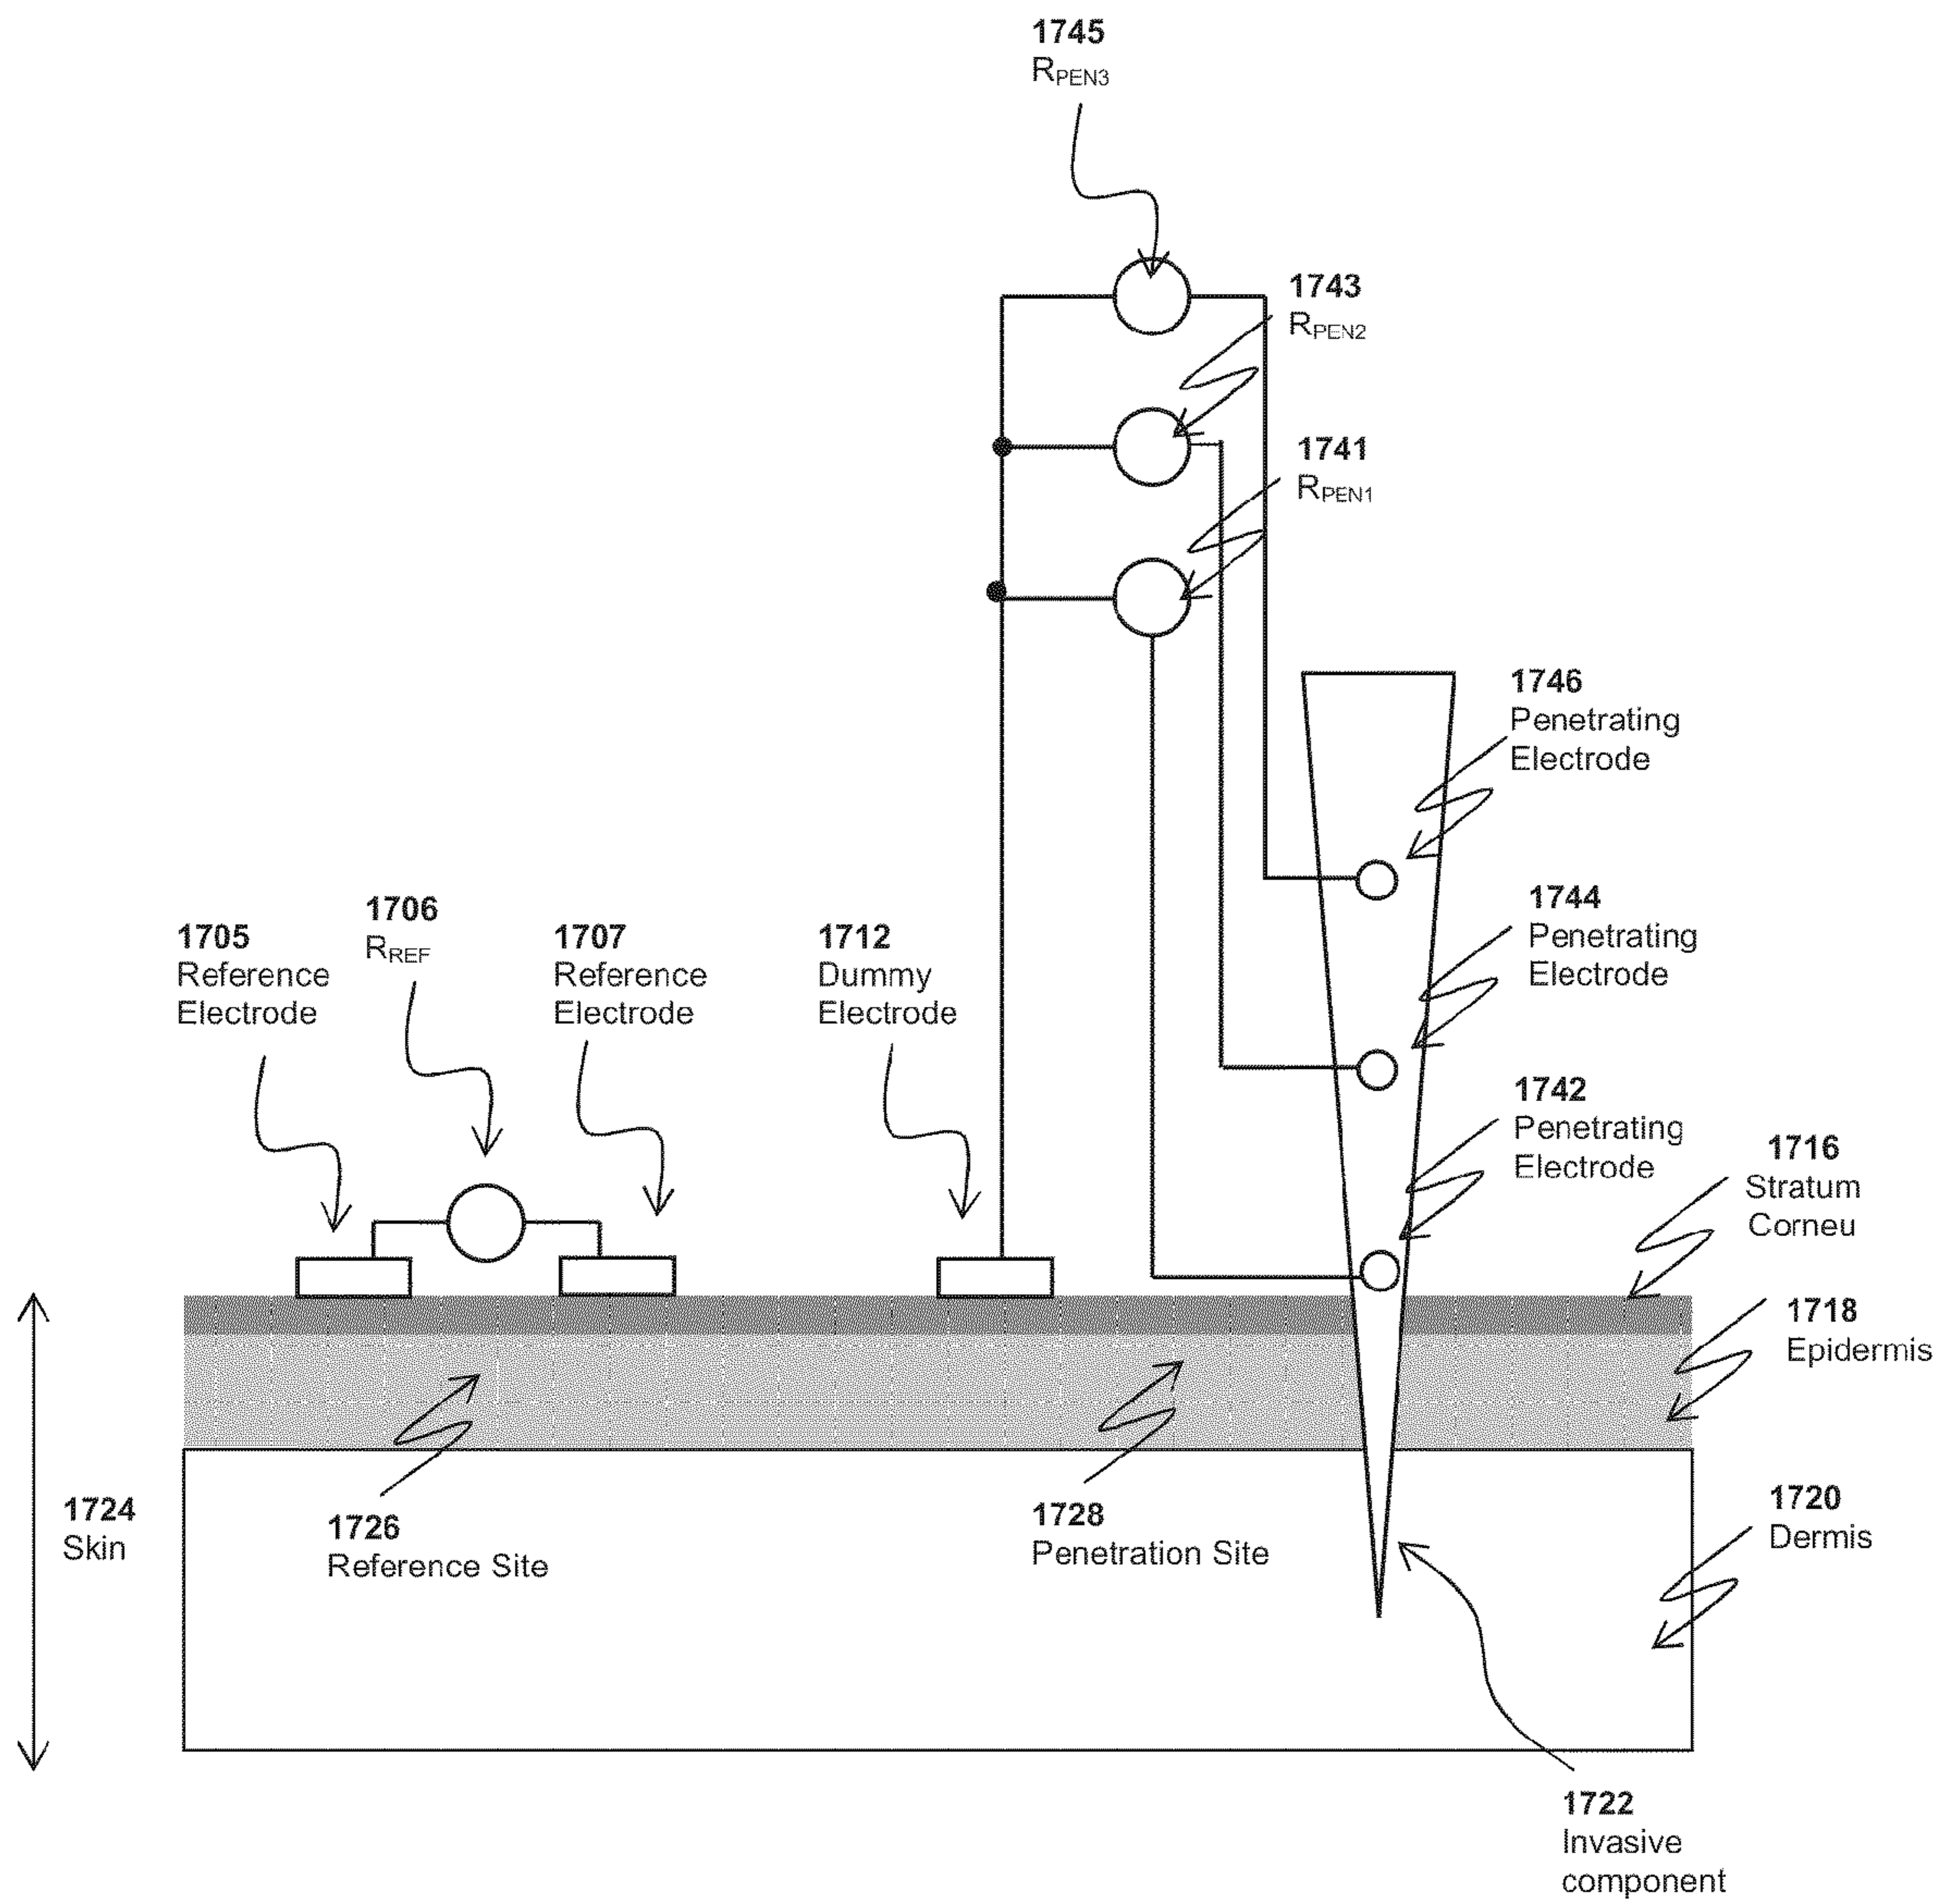 1745
RPEN3
1743
RPEN2
1741
RPEN1
1746
Penetrating
Electrode
1744
Penetrating
Electrode
1706
RREF
1705
Reference
Electrode
1707
Reference
Electrode
1712
Dummy
Electrode
1742
Penetrating
Electrode
1716
Stratum
Corneu
1718
Epidermis
1724
Skin
1726
Reference Site
1728
Penetration Site
1720
Dermis
1722
Invasive
component